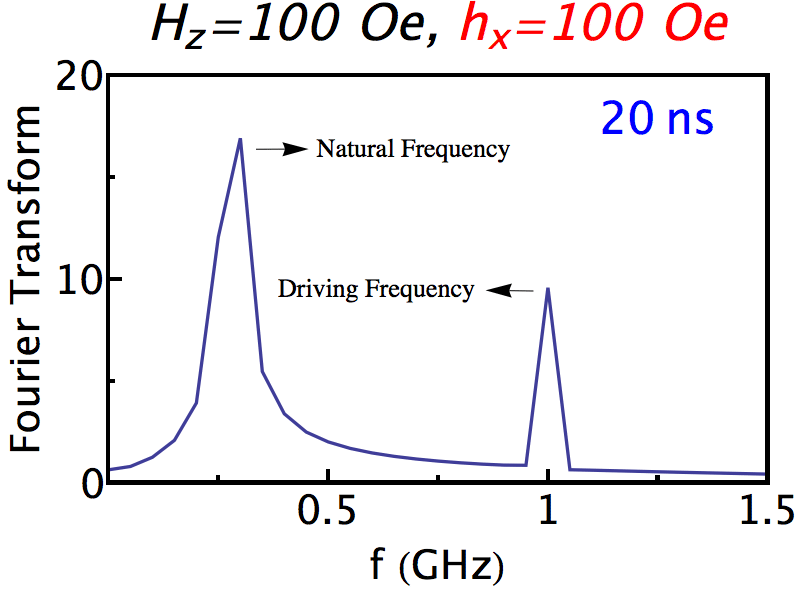 Hz=100 Oe, hx=100 Oe
20
20 ns
Natural Frequency
Driving Frequency
10
0
0.5
1
1.5
Fourier Transform
f (GHz)